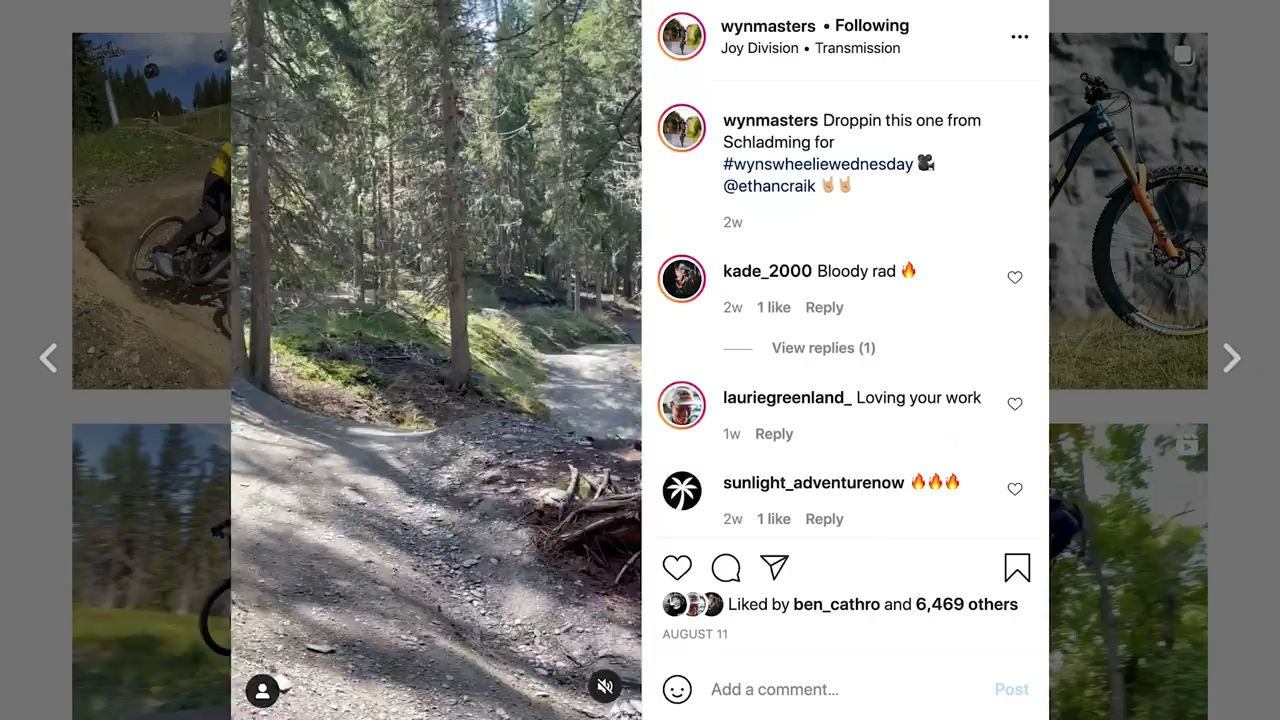 wynmasters • Following
Joy Division • Transmission
wynmasters Droppin this one from
Schladming for
#wynswheeliewednesday 🎥
@ethancraik 🤘🏼🤘🏼
2w
kade_2000 Bloody rad 🔥
2w 1 like Reply
View replies (1)
lauriegreenland_ Loving your work
1w Reply
sunlight_adventurenow 🔥🔥🔥
2w 1 like Reply
Liked by ben_cathro and 6,469 others
AUGUST 11
Add a comment... Post